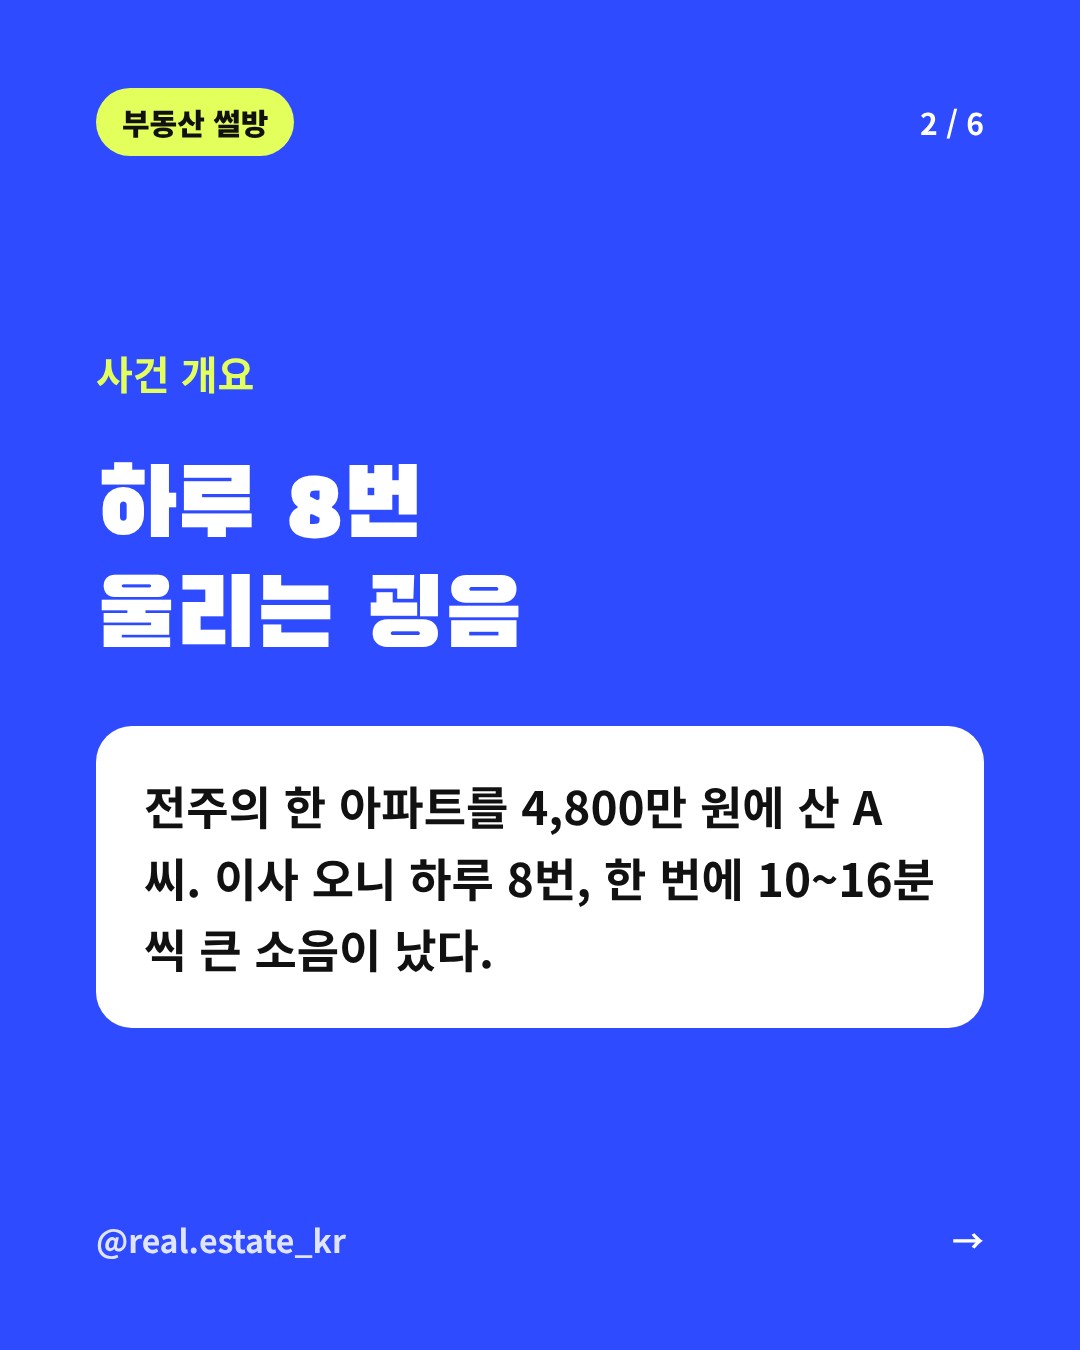 부동산 썰방
2 / 6
사건 개요
하루 8번
울리는 굉음
전주의 한 아파트를 4,800만 원에 산 A
씨. 이사 오니 하루 8번, 한 번에 10~16분
씩 큰 소음이 났다.
@real.estate_kr
→